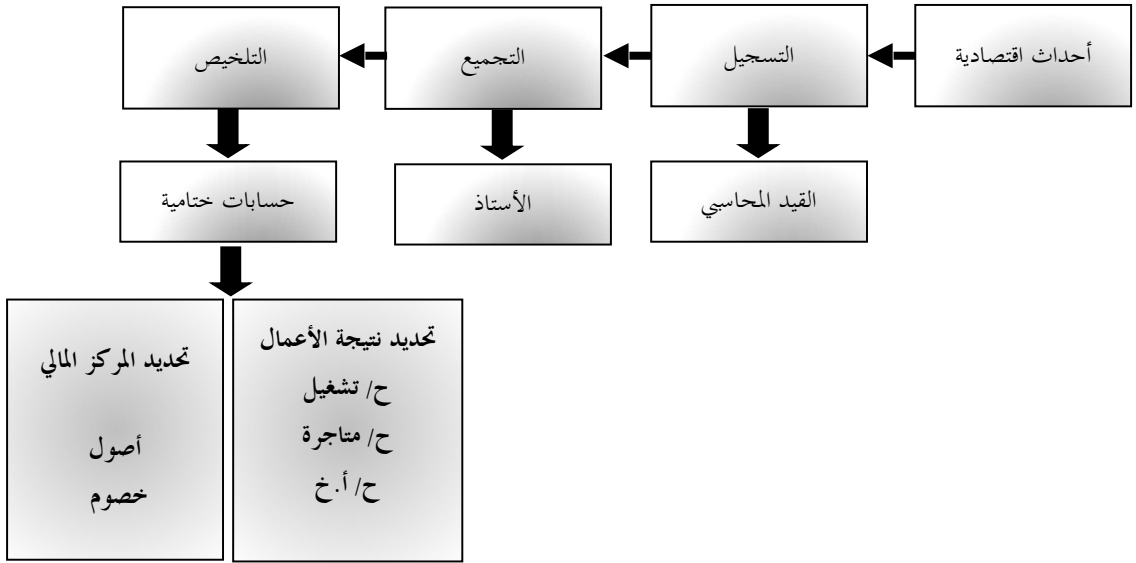 أحداث اقتصادية
التسجيل
التجميع
التلخيص
القيد المحاسبي
الأستاذ
حسابات ختامية
تحديد نتيجة الأعمال
ح/ تشغيل
ح/ متاجرة
ح/ أ.خ
تحديد المركز المالي
أصول
خصوم